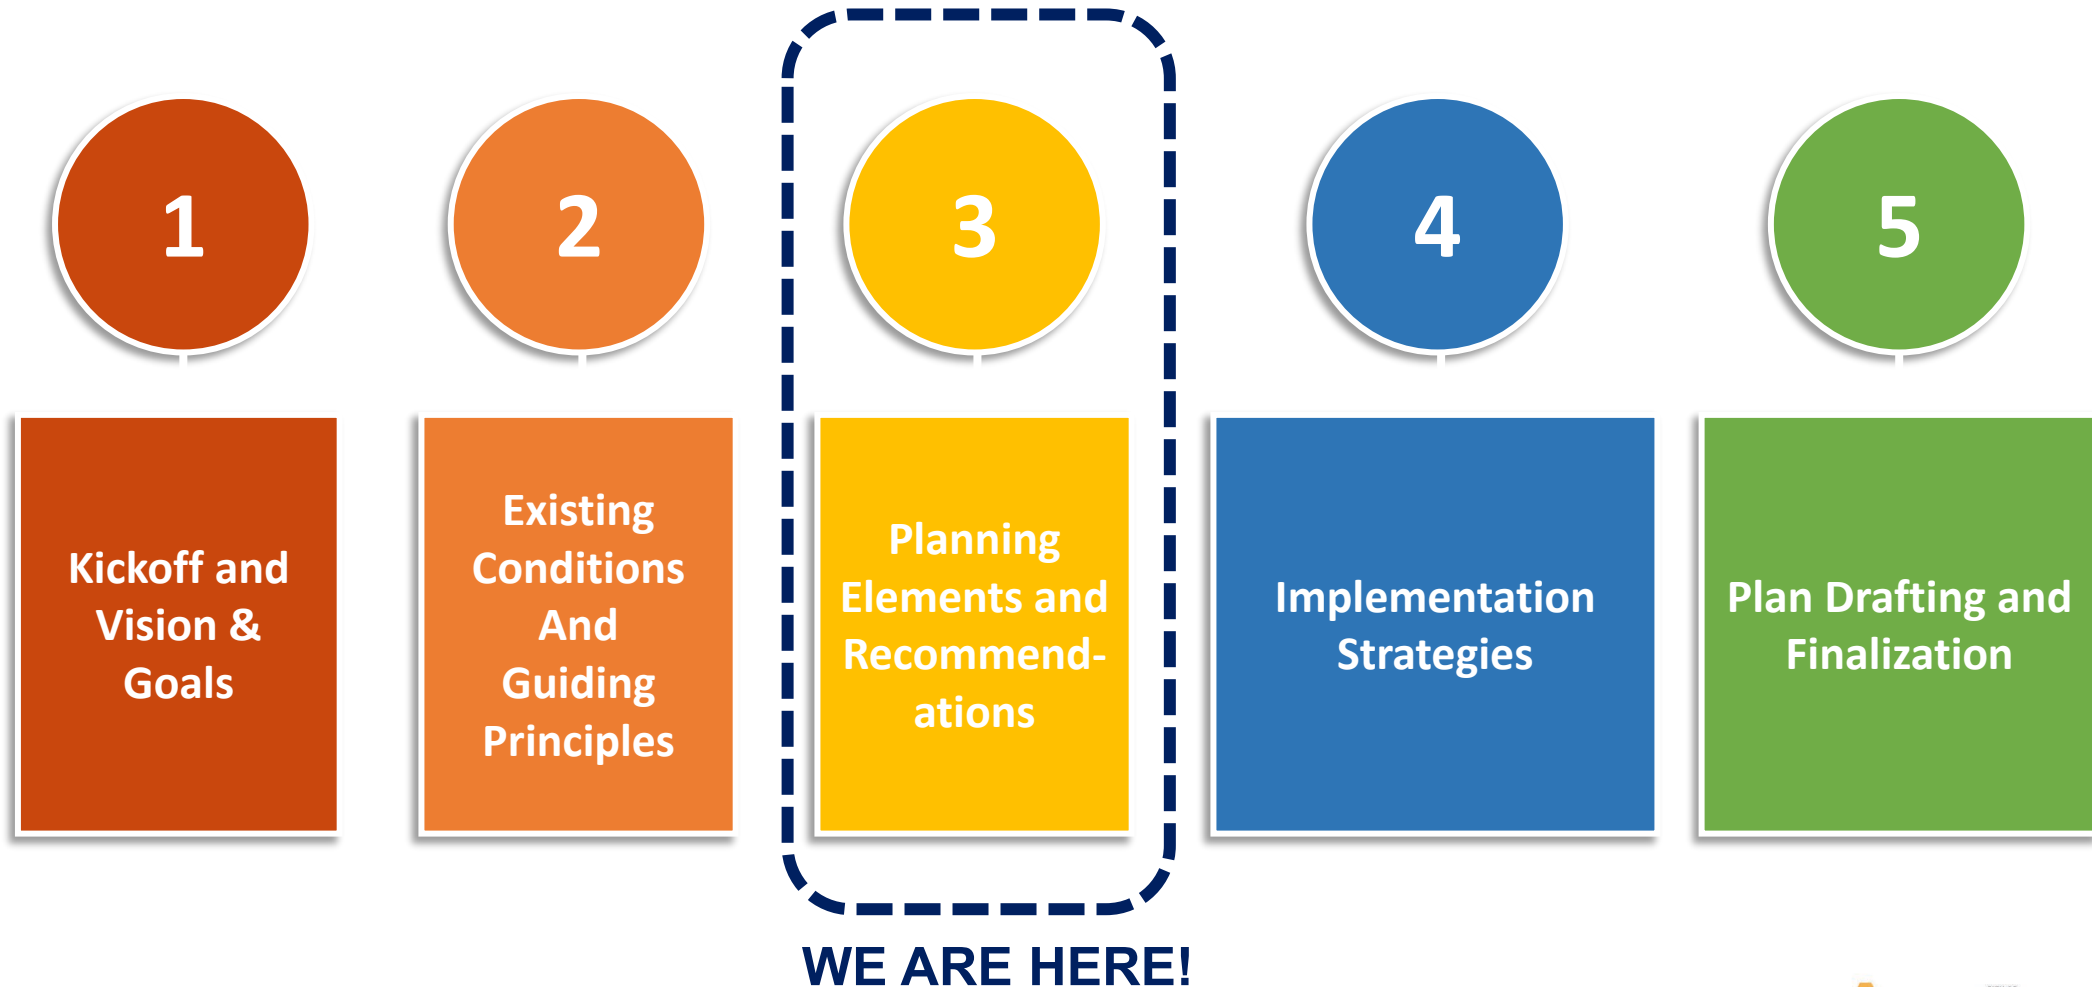 1
2
3
4
5
Kickoff and
Vision &
Goals
Existing
Conditions
And
Guiding
Principles
Planning
Elements and
Recommend-
ations
Implementation
Strategies
Plan Drafting and
Finalization
WE ARE HERE!